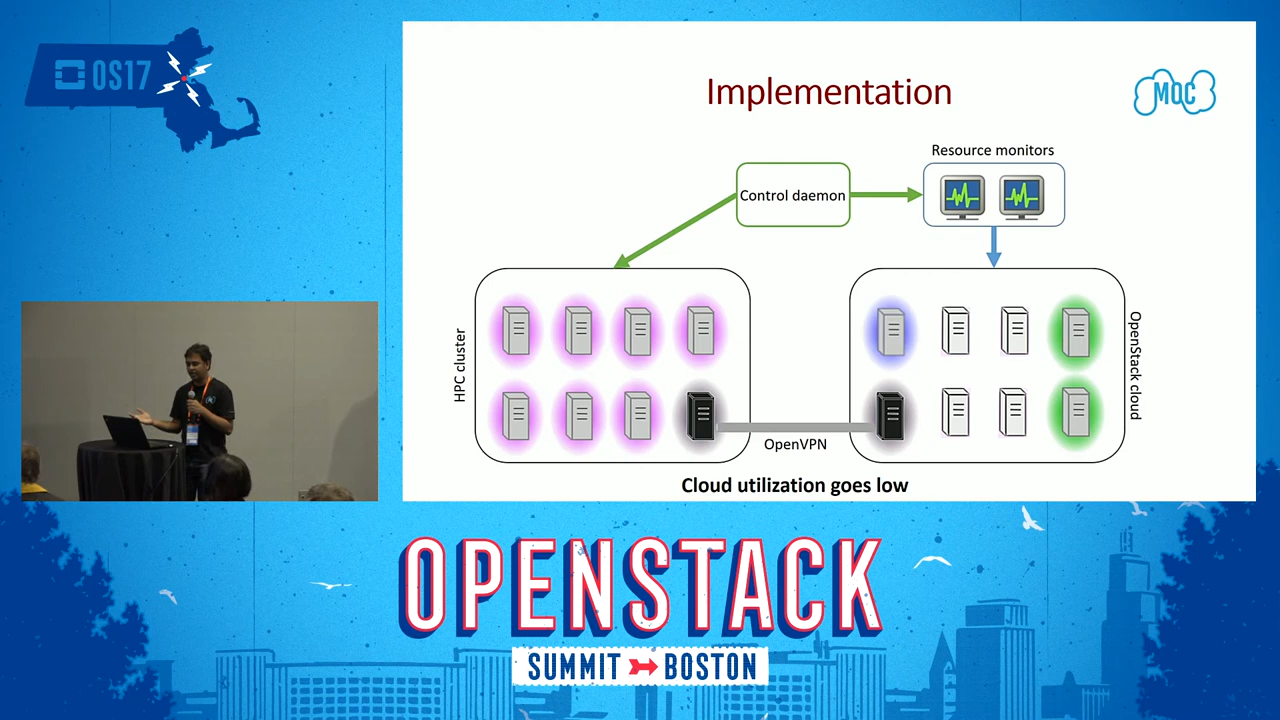 OS17
Implementation
MOC
Resource monitors
Control daemon
HPC cluster
OpenStack cloud
OpenVPN
Cloud utilization goes low
OPENSTACK
SUMMIT BOSTON